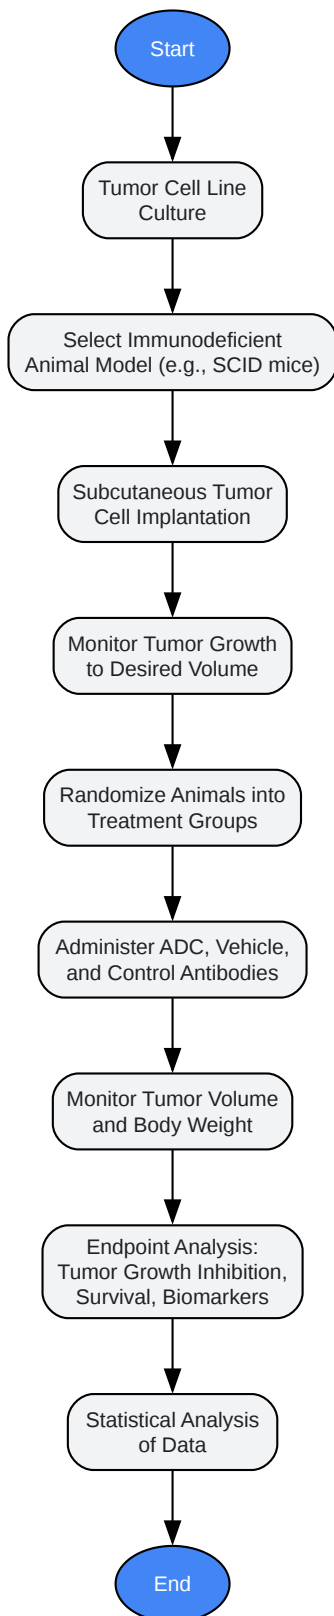 Start
Tumor Cell Line
Culture
Select Immunodeficient
Animal Model (e.g., SCID mice)
Subcutaneous Tumor
Cell Implantation
Monitor Tumor Growth
to Desired Volume
Randomize Animals into
Treatment Groups
Administer ADC, Vehicle,
and Control Antibodies
Monitor Tumor Volume
and Body Weight
Endpoint Analysis:
Tumor Growth Inhibition,
Survival, Biomarkers
Statistical Analysis
of Data
End